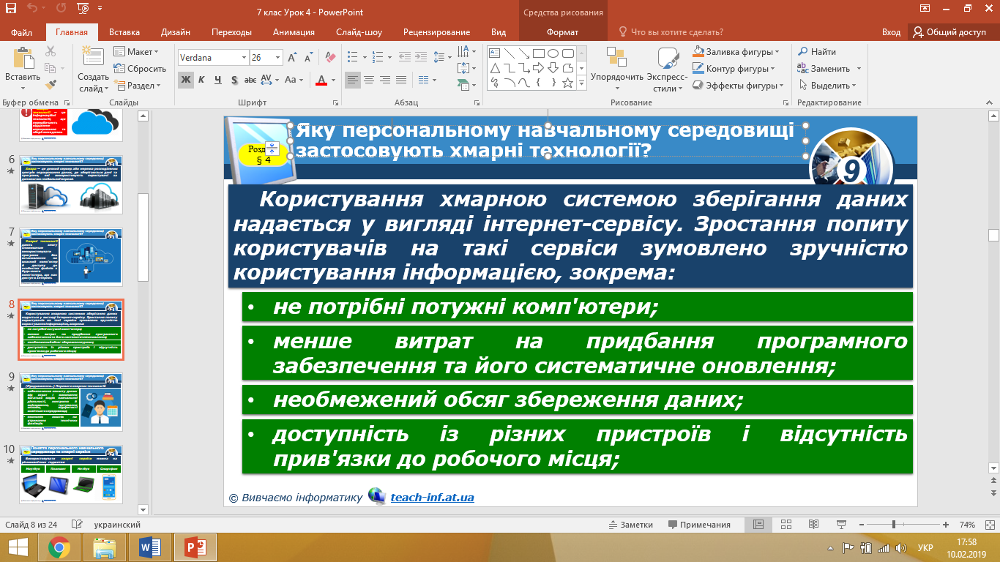 7 клас Урок 4 - PowerPoint
Средства рисования
Файл
Главная
Вставка
Дизайн
Переходы
Анимация
Слайд-шоу
Рецензирование
Вид
Формат
Что вы хотите сделать?
Вход
Общий доступ
Вставить
Буфер обмена
Создать слайд
Макет
Сбросить
Раздел
Слайды
Verdana
26
Ж К Ч S abc AV Aa А
Шрифт
Абзац
Упорядочить
Экспресс-стили
Заливка фигуры
Контур фигуры
Эффекты фигуры
Рисование
Найти
Заменить
Выделить
Редактирование
6
7
8
9
10
Ноутбук
Планшет
Нетбук
Смартфон
Яку персональному навчальному середовищі
застосовують хмарні технології?
§ 4
9
Користування хмарною системою зберігання даних
надається у вигляді інтернет-сервісу. Зростання попиту
користувачів на такі сервіси зумовлено зручністю
користування інформацією, зокрема:
• не потрібні потужні комп'ютери;
• менше витрат на придбання програмного
забезпечення та його систематичне оновлення;
• необмежений обсяг збереження даних;
• доступність із різних пристроїв і відсутність
прив'язки до робочого місця;
© Вивчаємо інформатику teach-inf.at.ua
Слайд 8 из 24
украинский
Заметки
Примечания
74%
УКР
17:58
10.02.2019